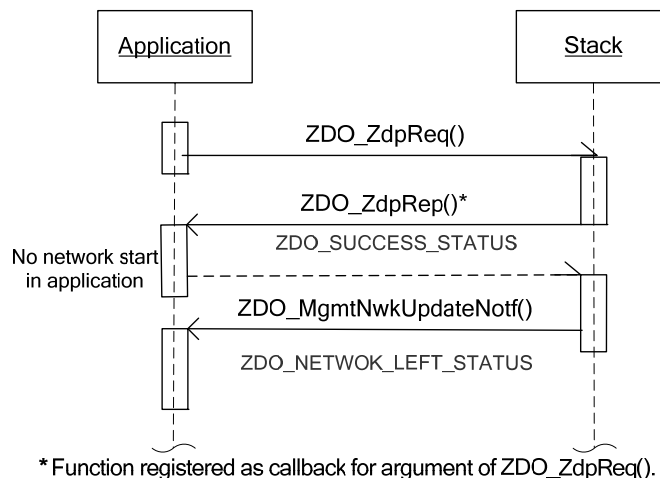 Application
Stack
ZDO_ZdpReq()
ZDO_ZdpRep()*
ZDO_SUCCESS_STATUS
No network start
in application
ZDO_MgmtNwkUpdateNotf()
ZDO_NETWOK_LEFT_STATUS
* Function registered as callback for argument of ZDO_ZdpReq().